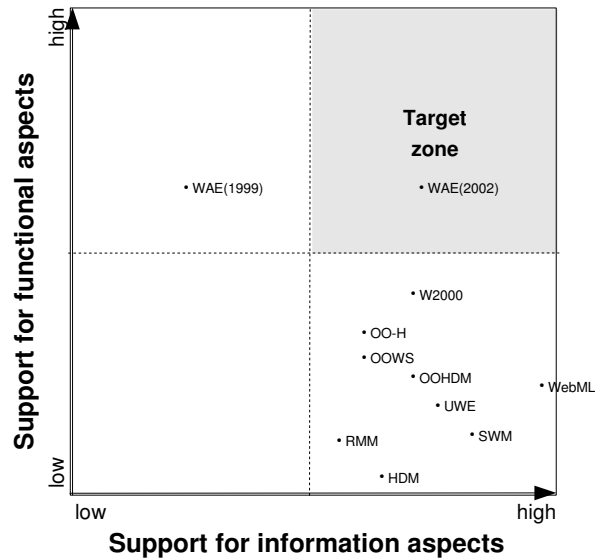 high
Support for functional aspects
Target
zone
WAE(1999)
WAE(2002)
W2000
OO-H
OOWS
OOHDM
WebML
UWE
SWM
RMM
HDM
low
low
high
Support for information aspects